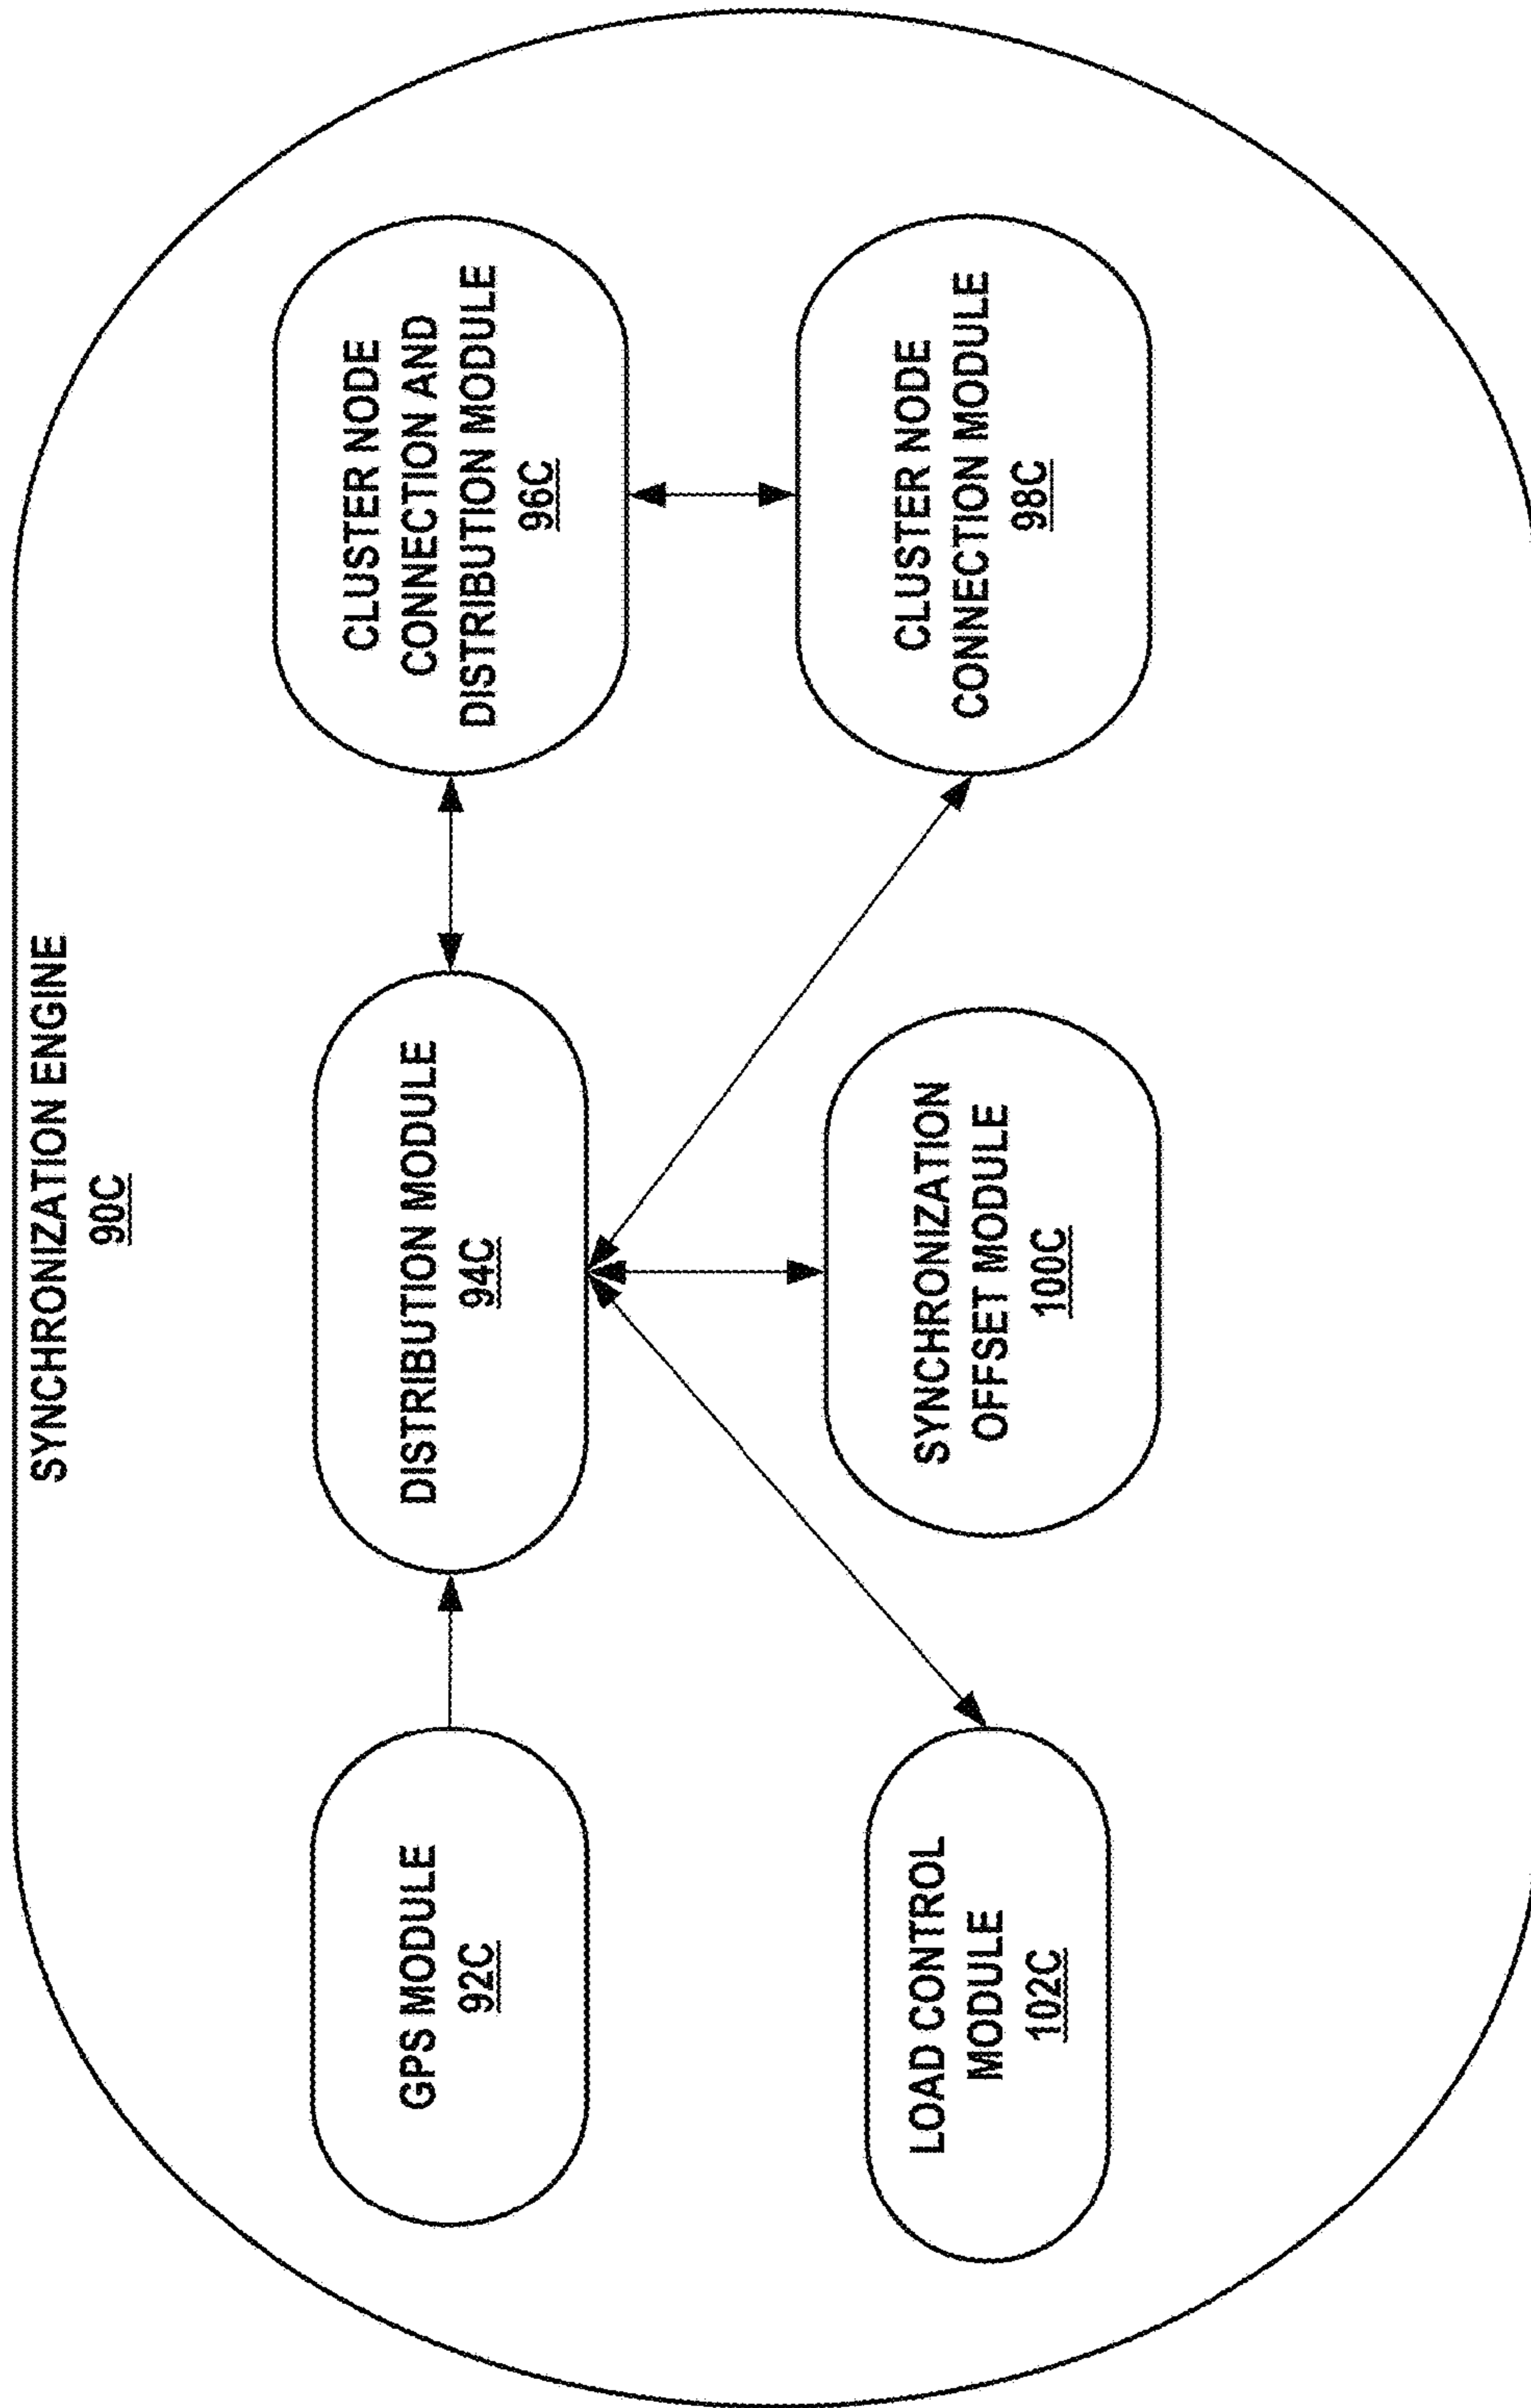 SYNCHRONIZATION ENGINE
90C
GPS MODULE
92C
DISTRIBUTION MODULE
94C
CLUSTER NODE
CONNECTION AND
DISTRIBUTION MODULE
96C
LOAD CONTROL
MODULE
102C
SYNCHRONIZATION
OFFSET MODULE
100C
CLUSTER NODE
CONNECTION MODULE
98C